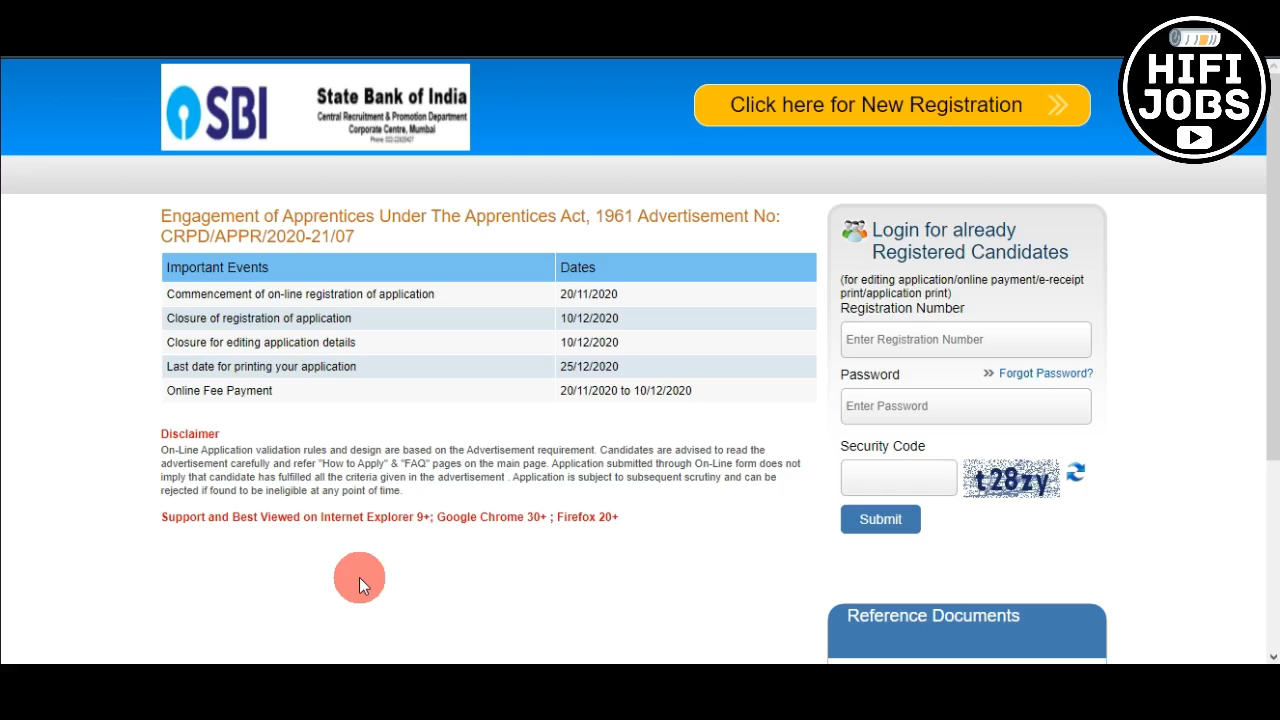 HIFI
JOBS
SBI
State Bank of India
Central Recruitment & Promotion Department
Corporate Centre, Mumbai
Click here for New Registration
Engagement of Apprentices Under The Apprentices Act, 1961 Advertisement No:
CRPD/APPR/2020-21/07
Important Events Dates
Commencement of on-line registration of application 20/11/2020
Closure of registration of application 10/12/2020
Closure for editing application details 10/12/2020
Last date for printing your application 25/12/2020
Online Fee Payment 20/11/2020 to 10/12/2020
Disclaimer
On-Line Application validation rules and design are based on the Advertisement requirement. Candidates are advised to read the
advertisement carefully and refer "How to Apply" & "FAQ" pages on the main page. Application submitted through On-Line form does not
imply that candidate has fulfilled all the criteria given in the advertisement . Application is subject to subsequent scrutiny and can be
rejected if found to be ineligible at any point of time.
Support and Best Viewed on Internet Explorer 9+; Google Chrome 30+ ; Firefox 20+
Login for already
Registered Candidates
(for editing application/online payment/e-receipt
print/application print)
Registration Number
Enter Registration Number
Password >> Forgot Password?
Enter Password
Security Code
t28zy
Submit
Reference Documents